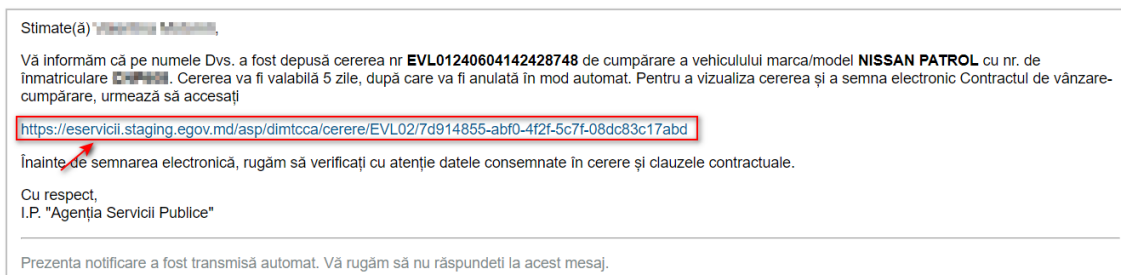 Stimate(ă)
Vă informăm că pe numele Dvs. a fost depusă cererea nr EVL01240604142428748 de cumpărare a vehiculului marca/model NISSAN PATROL cu nr. de
înmatriculare . Cererea va fi valabilă 5 zile, după care va fi anulată în mod automat. Pentru a vizualiza cererea și a semna electronic Contractul de vânzare-
cumpărare, urmează să accesați
https://eservicii.staging.egov.md/asp/dimtcca/cerere/EVL02/7d914855-abf0-4f2f-5c7f-08dc83c17abd
Înainte de semnarea electronică, rugăm să verificați cu atenție datele consemnate în cerere și clauzele contractuale.
Cu respect,
I.P. "Agenția Servicii Publice"
Prezenta notificare a fost transmisă automat. Vă rugăm să nu răspundeti la acest mesaj.